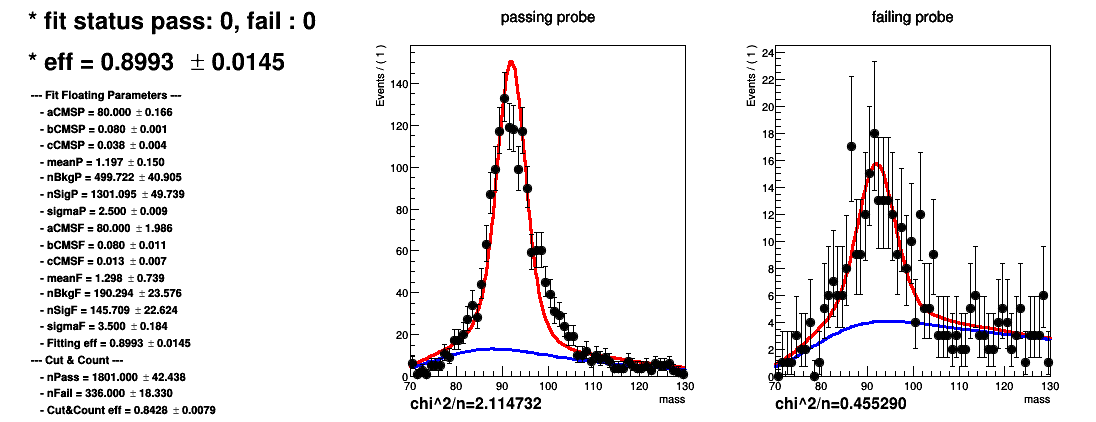 * fit status pass: 0, fail : 0
* eff = 0.8993 ± 0.0145
--- Fit Floating Parameters ---
- aCMSP = 80.000 ± 0.166
- bCMSP = 0.080 ± 0.001
- cCMSP = 0.038 ± 0.004
- meanP = 1.197 ± 0.150
- nBkgP = 499.722 ± 40.905
- nSigP = 1301.095 ± 49.739
- sigmaP = 2.500 ± 0.009
- aCMSF = 80.000 ± 1.986
- bCMSF = 0.080 ± 0.011
- cCMSF = 0.013 ± 0.007
- meanF = 1.298 ± 0.739
- nBkgF = 190.294 ± 23.576
- nSigF = 145.709 ± 22.624
- sigmaF = 3.500 ± 0.184
- Fitting eff = 0.8993 ± 0.0145
--- Cut & Count ---
- nPass = 1801.000 ± 42.438
- nFail = 336.000 ± 18.330
- Cut&Count eff = 0.8428 ± 0.0079
passing probe
Events / ( 1 )
140
120
100
80
60
40
20
0
70 80 90 100 110 120 130
mass
chi^2/n=2.114732
failing probe
Events / ( 1 )
24
22
20
18
16
14
12
10
8
6
4
2
0
70 80 90 100 110 120 130
mass
chi^2/n=0.455290